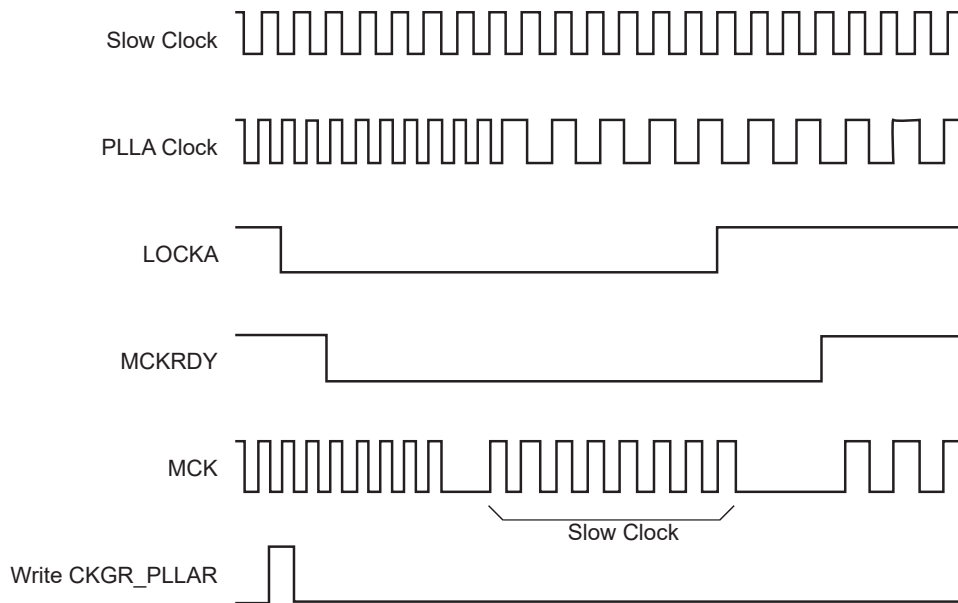 Slow Clock
PLLA Clock
LOCKA
MCKRDY
MCK
Slow Clock
Write CKGR_PLLAR